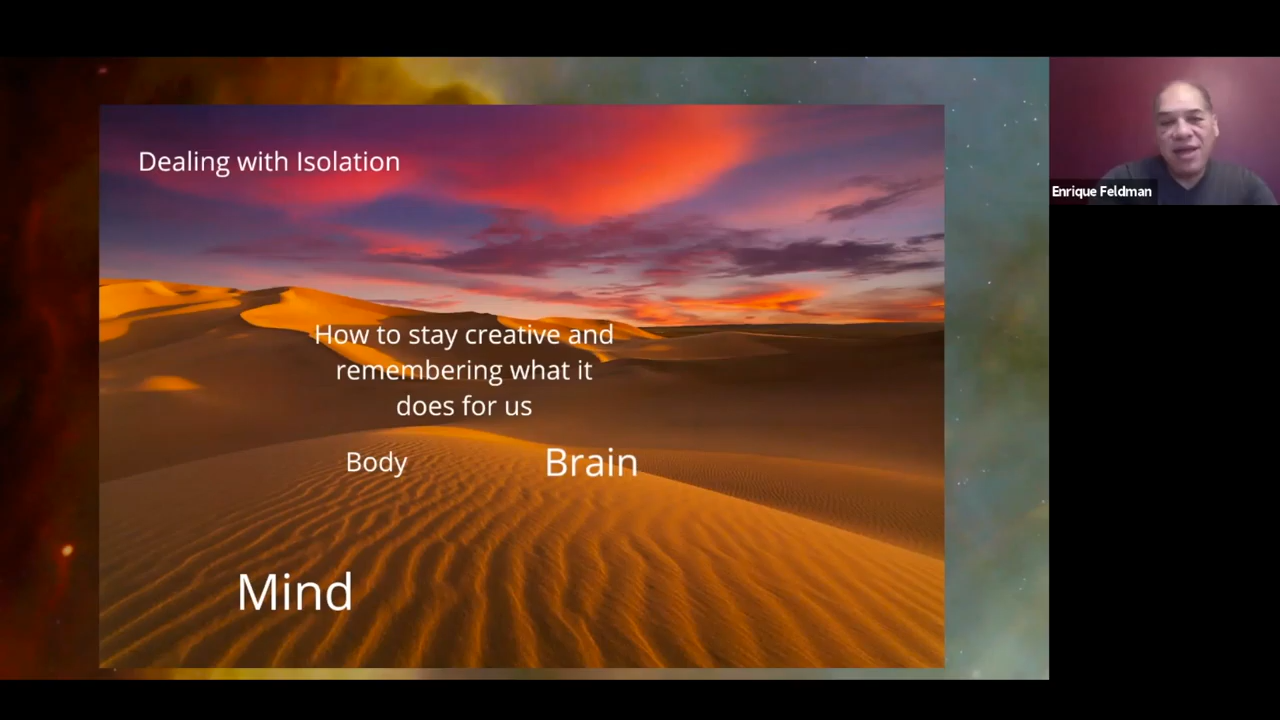 Dealing with Isolation
Enrique Feldman
How to stay creative and
remembering what it
does for us
Body Brain
Mind